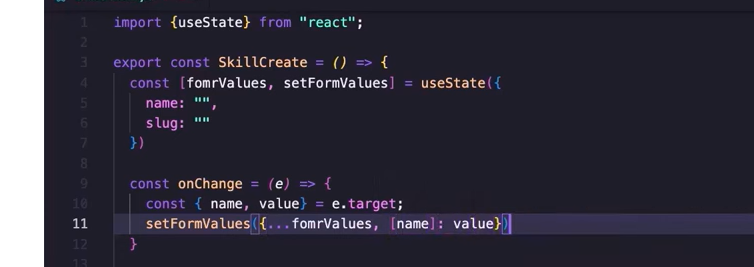 1 import {useState} from "react";
2
3 export const SkillCreate = () => {
4 const [fomrValues, setFormValues] = useState({
5 name: "",
6 slug: ""
7 })
8
9 const onChange = (e) => {
10 const { name, value} = e.target;
11 setFormValues({...fomrValues, [name]: value})
12 }
13